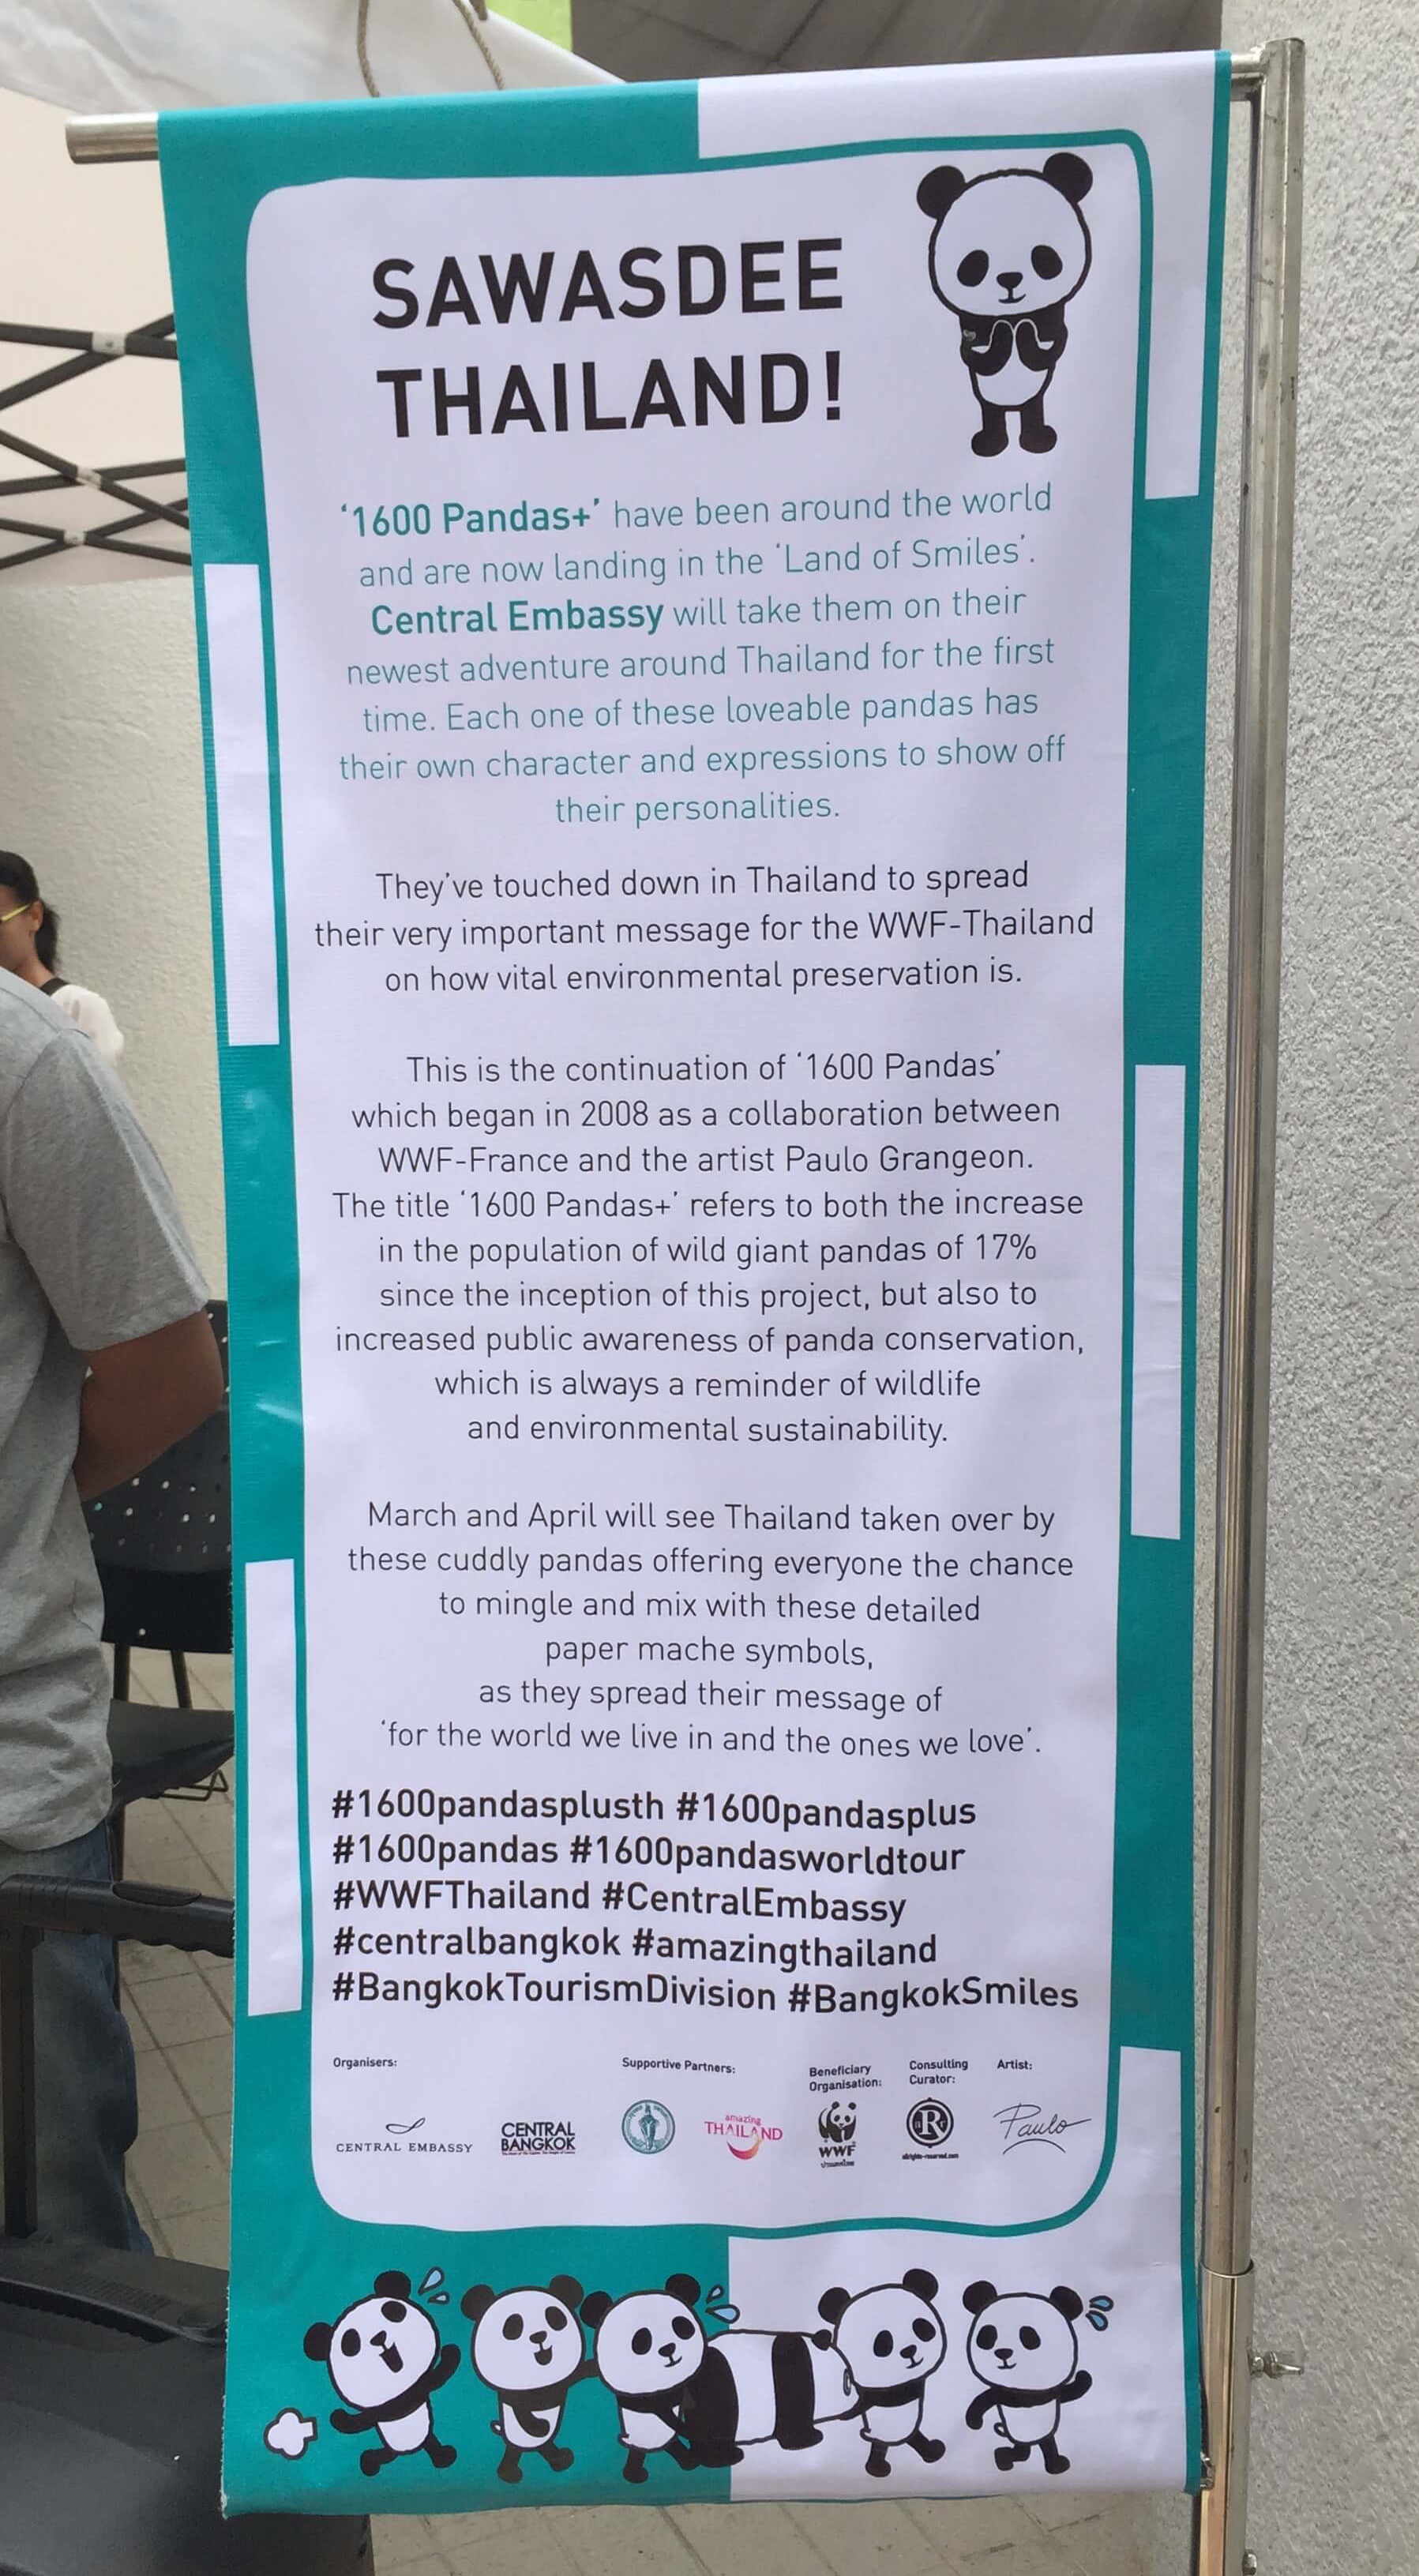 SAWASDEE
THAILAND!
‘1600 Pandas+’ have been around the world
and are now landing in the ‘Land of Smiles’.
Central Embassy will take them on their
newest adventure around Thailand for the first
time. Each one of these loveable pandas has
their own character and expressions to show off
their personalities.
They’ve touched down in Thailand to spread
their very important message for the WWF-Thailand
on how vital environmental preservation is.
This is the continuation of ‘1600 Pandas’
which began in 2008 as a collaboration between
WWF-France and the artist Paulo Grangeon.
The title ‘1600 Pandas+’ refers to both the increase
in the population of wild giant pandas of 17%
since the inception of this project, but also to
increased public awareness of panda conservation,
which is always a reminder of wildlife
and environmental sustainability.
March and April will see Thailand taken over by
these cuddly pandas offering everyone the chance
to mingle and mix with these detailed
paper mache symbols,
as they spread their message of
‘for the world we live in and the ones we love’.
#1600pandasplusth #1600pandasplus
#1600pandas #1600pandasworldtour
#WWFThailand #CentralEmbassy
#centralbangkok #amazingthailand
#BangkokTourismDivision #BangkokSmiles
Organisers:
Supportive Partners:
Beneficiary
Organisation:
Consulting
Curator:
Artist:
CENTRAL EMBASSY
CENTRAL
BANGKOK
amazing
THAILAND
WWF
R
allrights-reserved.com
Paulo